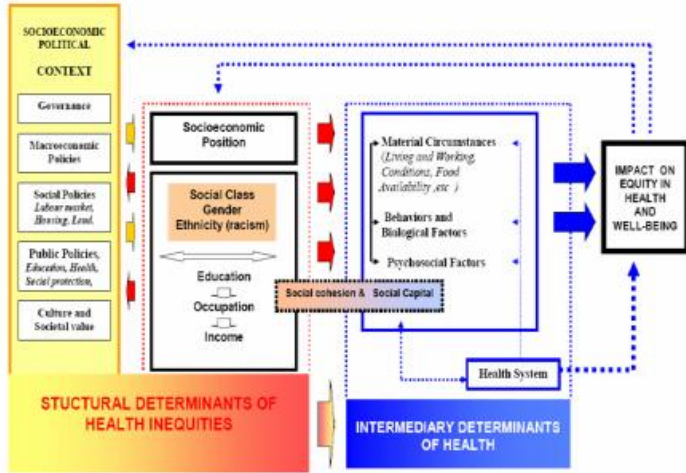 SOCIOECONOMIC
POLITICAL
CONTEXT
Governance
Macroeconomic
Policies
Social Policies
Labour market,
Housing, Land.
Public Policies,
Education, Health,
Social protection,
Culture and
Societal value
Socioeconomic
Position
Social Class
Gender
Ethnicity (racism)
Education
Occupation
Income
Social cohesion & Social Capital
Material Circumstances
(Living and Working,
Conditions, Food
Availability ,etc )
Behaviors and
Biological Factors
Psychosocial Factors
Health System
IMPACT ON
EQUITY IN
HEALTH
AND
WELL-BEING
STUCTURAL DETERMINANTS OF
HEALTH INEQUITIES
INTERMEDIARY DETERMINANTS
OF HEALTH